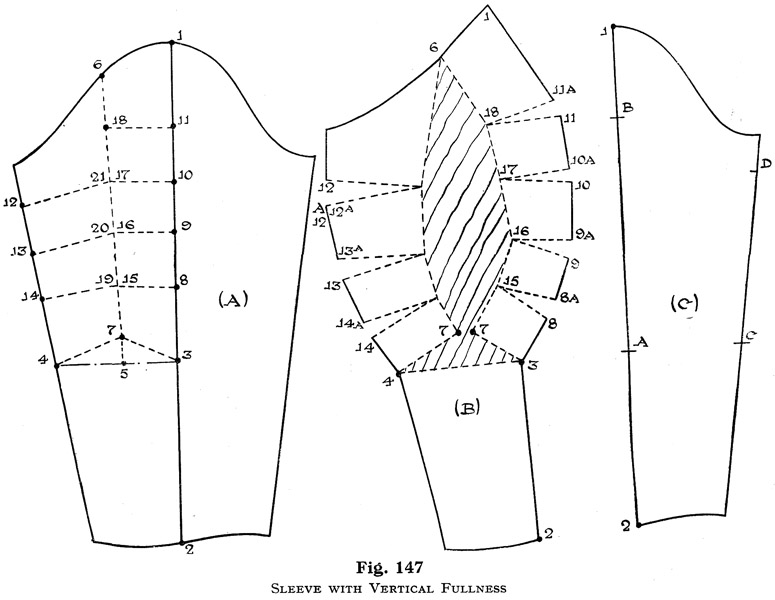 1
6
18
11
21 17
10
12
20 16
9
13
19 15
8
14
(A)
7
4
5
3
2
1
6
11A
18
11
10A
17
10
12
A
12A
12
16
9A
13A
9
15
13
8A
14A
8
7
7
14
4
3
(B)
2
1
B
D
(C)
A
C
2
Fig. 147
SLEEVE WITH VERTICAL FULLNESS